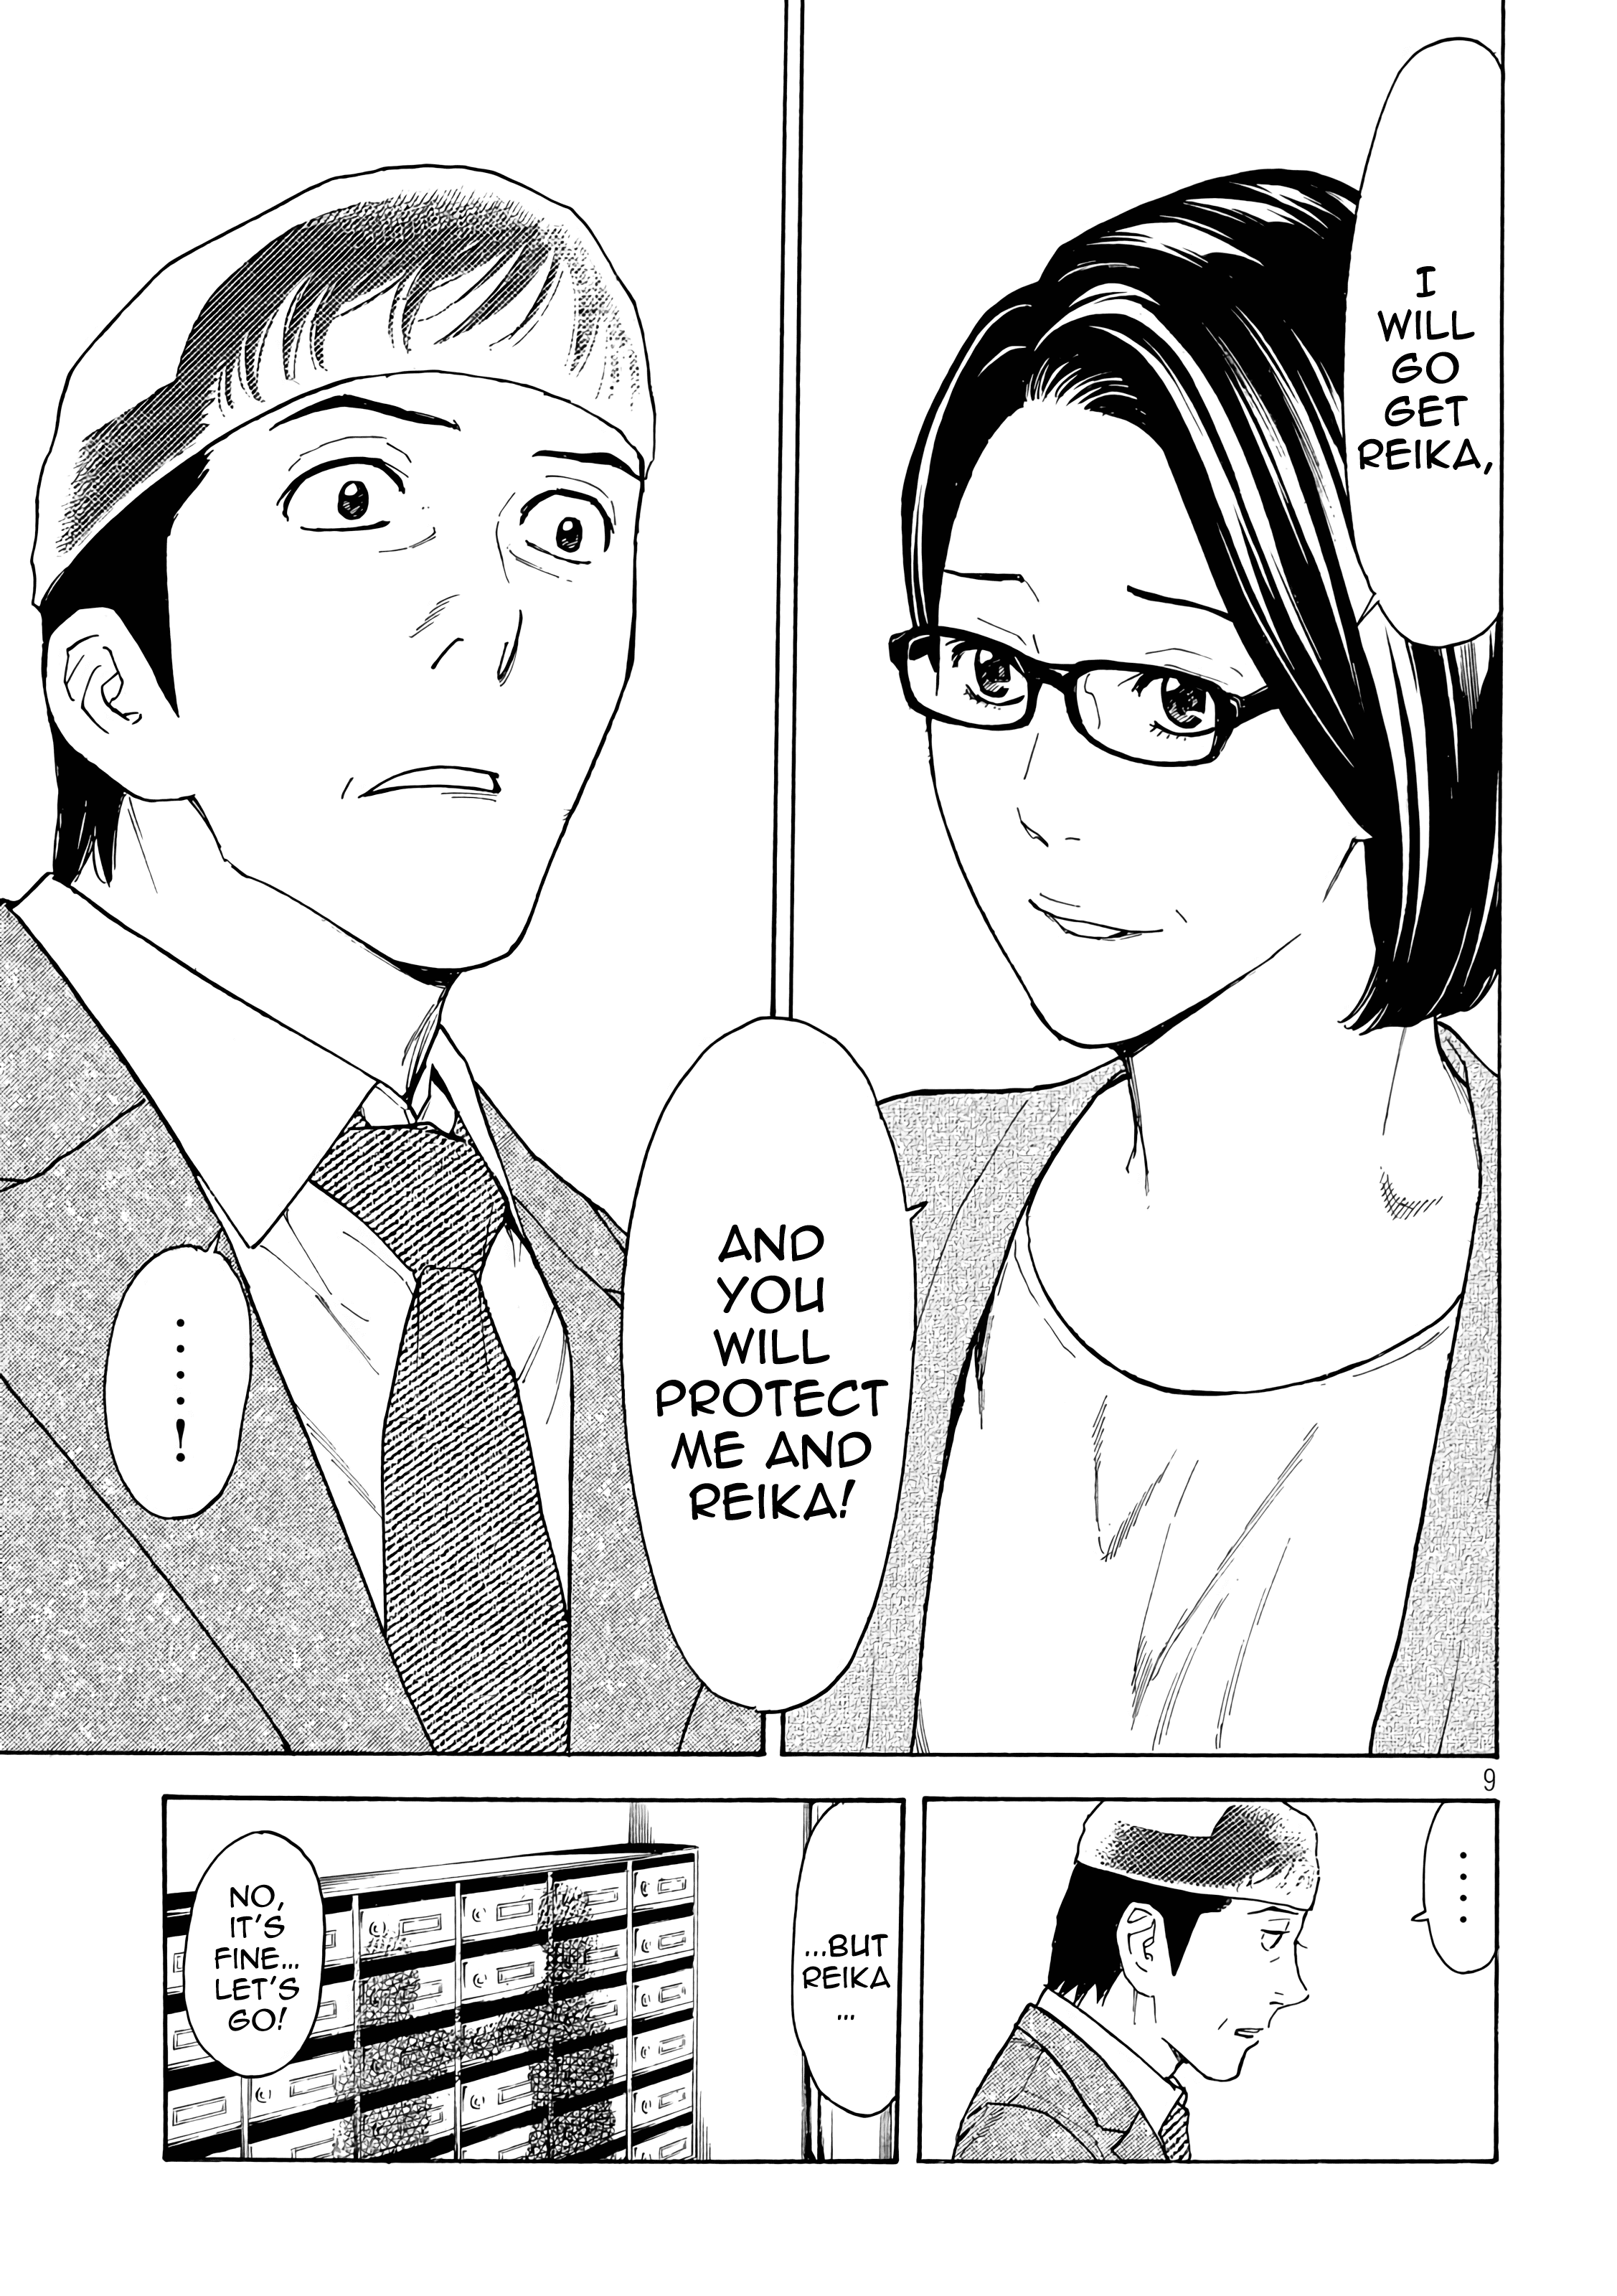 I
WILL
GO
GET
REIKA,
AND
YOU
WILL
PROTECT
ME AND
REIKA!
.....!
9
....
...BUT
REIKA
...
NO,
IT'S
FINE...
LET'S
GO!